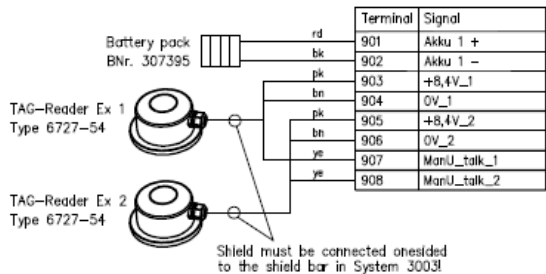 Terminal Signal
Battery pack
BNr. 307395
rd 901 Akku 1 +
bk 902 Akku 1 −
pk 903 +8,4V_1
bn 904 0V_1
pk 905 +8,4V_2
bn 906 0V_2
ye 907 ManU_talk_1
ye 908 ManU_talk_2
TAG–Reader Ex 1
Type 6727–54
TAG–Reader Ex 2
Type 6727–54
Shield must be connected onesided
to the shield bar in System 3003!